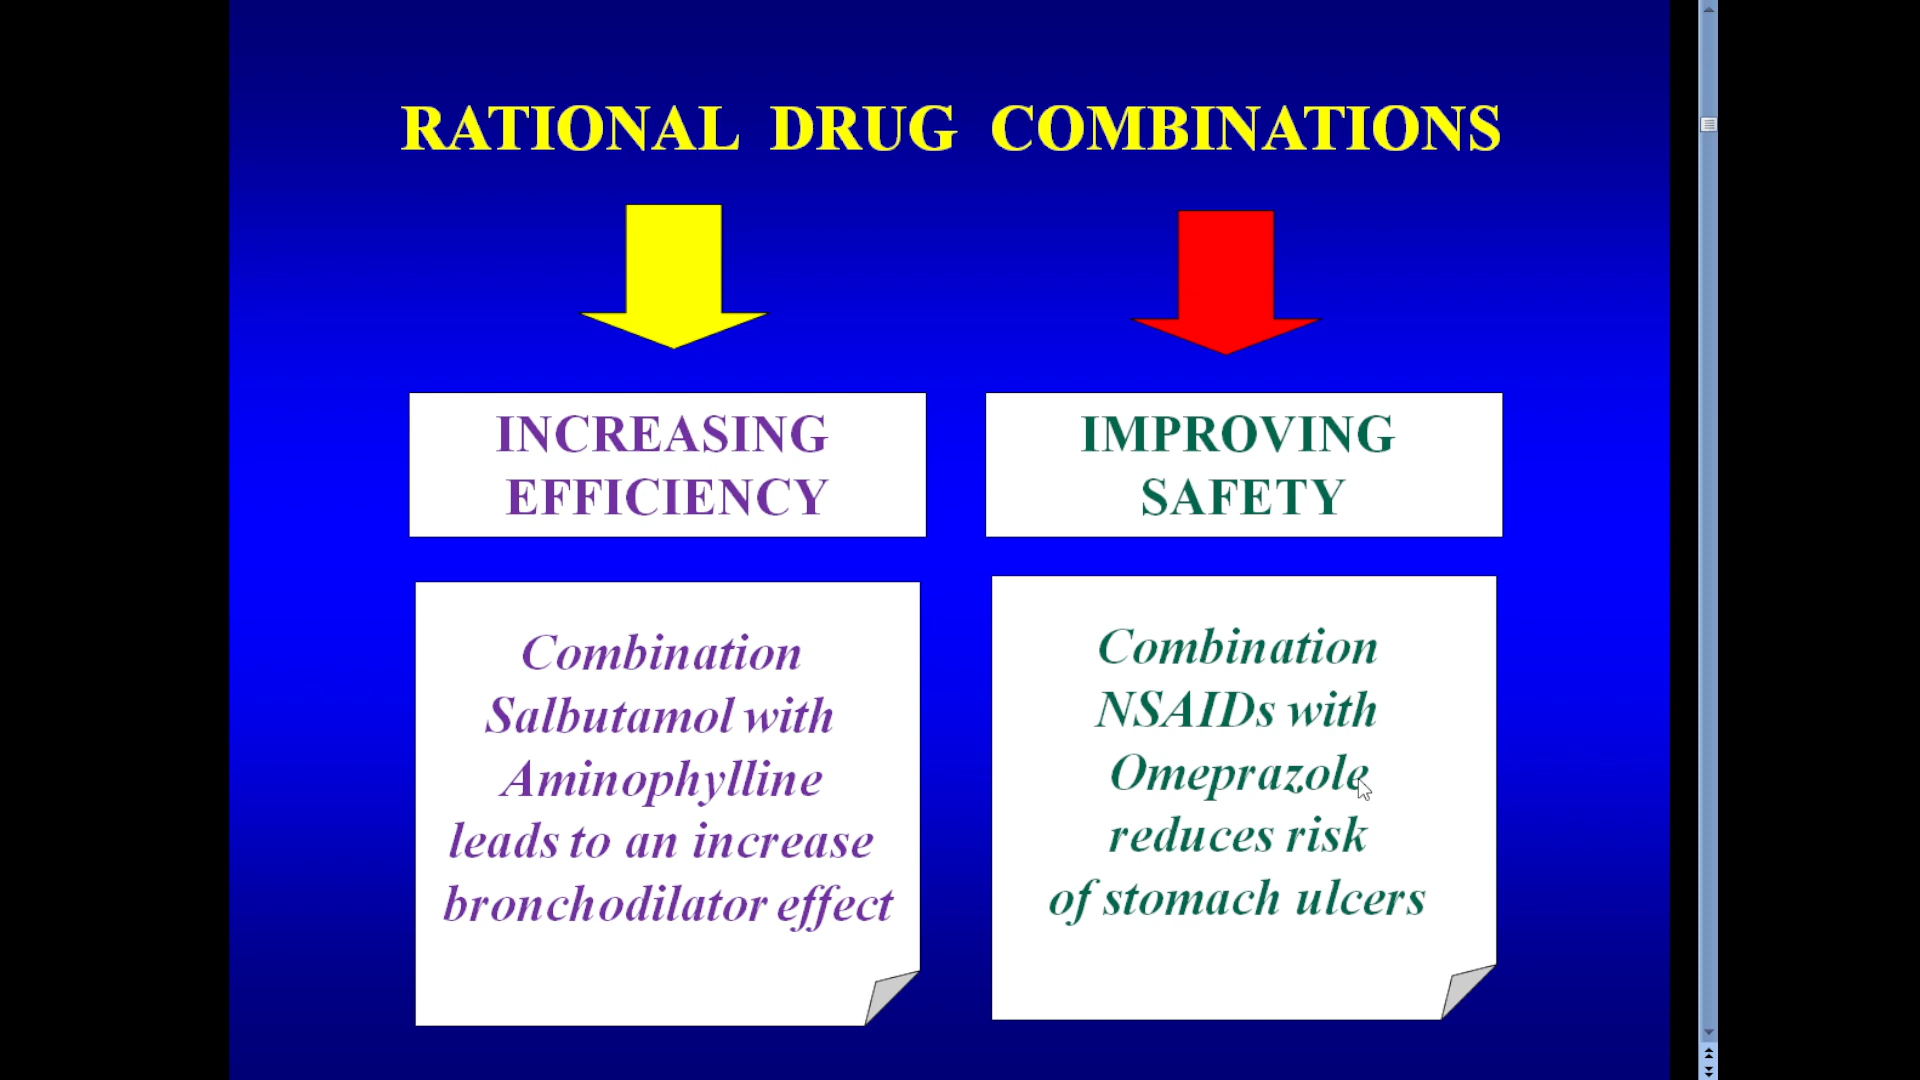 RATIONAL DRUG COMBINATIONS
INCREASING
EFFICIENCY
Combination
Salbutamol with
Aminophylline
leads to an increase
bronchodilator effect
IMPROVING
SAFETY
Combination
NSAIDs with
Omeprazole
reduces risk
of stomach ulcers